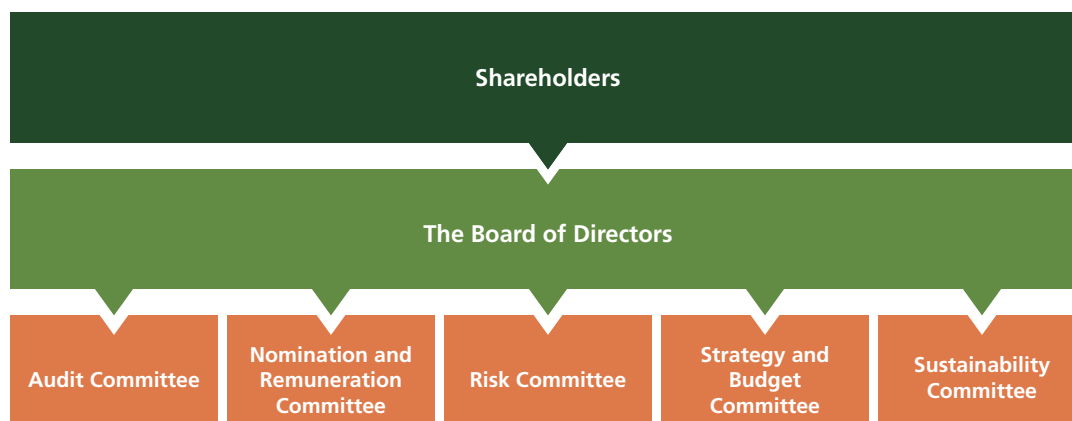 Shareholders
The Board of Directors
Audit Committee
Nomination and
Remuneration
Committee
Risk Committee
Strategy and
Budget
Committee
Sustainability
Committee